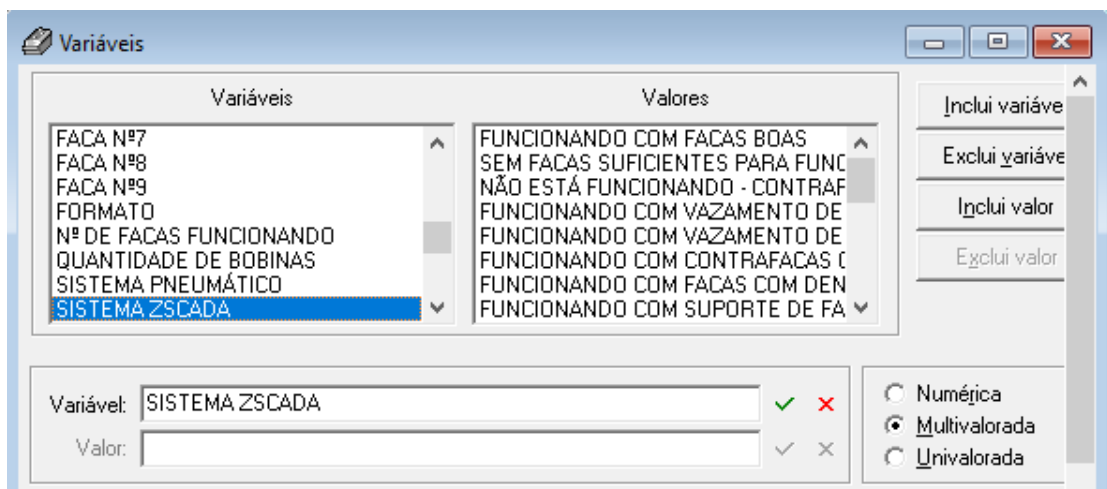 Variáveis
Variáveis
FACA Nº7
FACA Nº8
FACA Nº9
FORMATO
Nº DE FACAS FUNCIONANDO
QUANTIDADE DE BOBINAS
SISTEMA PNEUMÁTICO
SISTEMA ZSCADA
Valores
FUNCIONANDO COM FACAS BOAS
SEM FACAS SUFICIENTES PARA FUNC
NÃO ESTÁ FUNCIONANDO - CONTRAF
FUNCIONANDO COM VAZAMENTO DE
FUNCIONANDO COM VAZAMENTO DE
FUNCIONANDO COM CONTRAFACAS C
FUNCIONANDO COM FACAS COM DEN
FUNCIONANDO COM SUPORTE DE FA
Inclui variáve
Exclui variáve
Inclui valor
Exclui valor
Variável: SISTEMA ZSCADA
Valor:
Numérica
Multivalorada
Univalorada